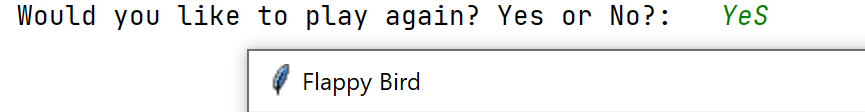 Would you like to play again? Yes or No?: YeS
Flappy Bird